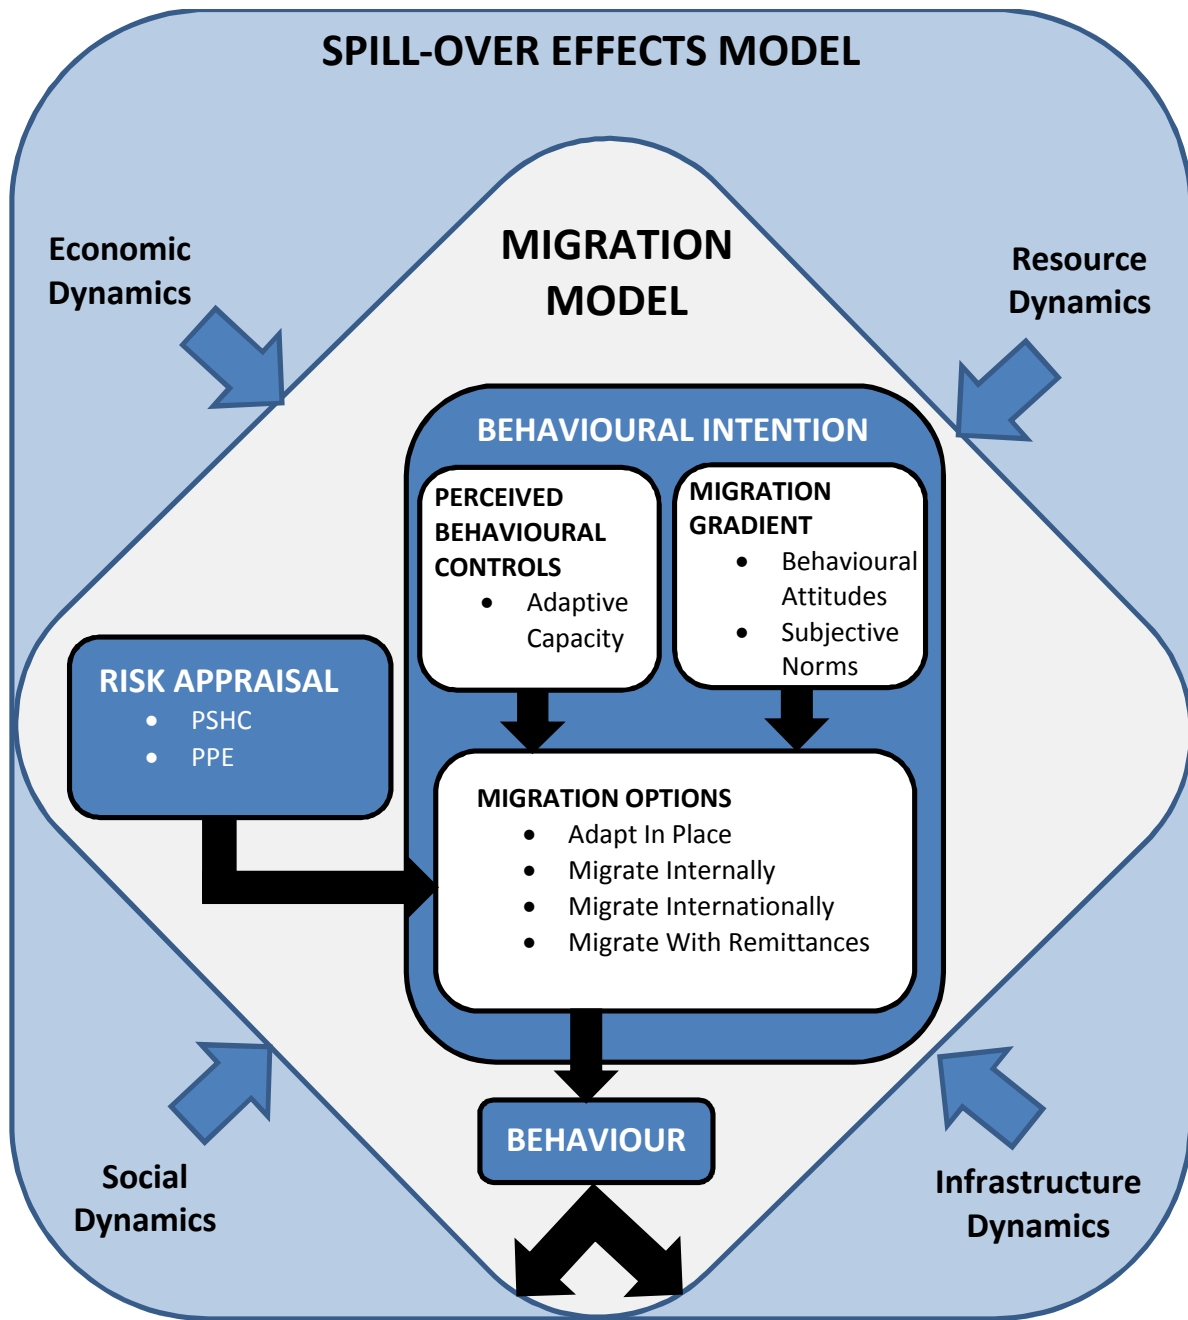 SPILL-OVER EFFECTS MODEL
Economic
Dynamics
MIGRATION
MODEL
Resource
Dynamics
BEHAVIOURAL INTENTION
PERCEIVED
BEHAVIOURAL
CONTROLS
• Adaptive
Capacity
MIGRATION
GRADIENT
• Behavioural
Attitudes
• Subjective
Norms
RISK APPRAISAL
• PSHC
• PPE
MIGRATION OPTIONS
• Adapt In Place
• Migrate Internally
• Migrate Internationally
• Migrate With Remittances
BEHAVIOUR
Social
Dynamics
Infrastructure
Dynamics